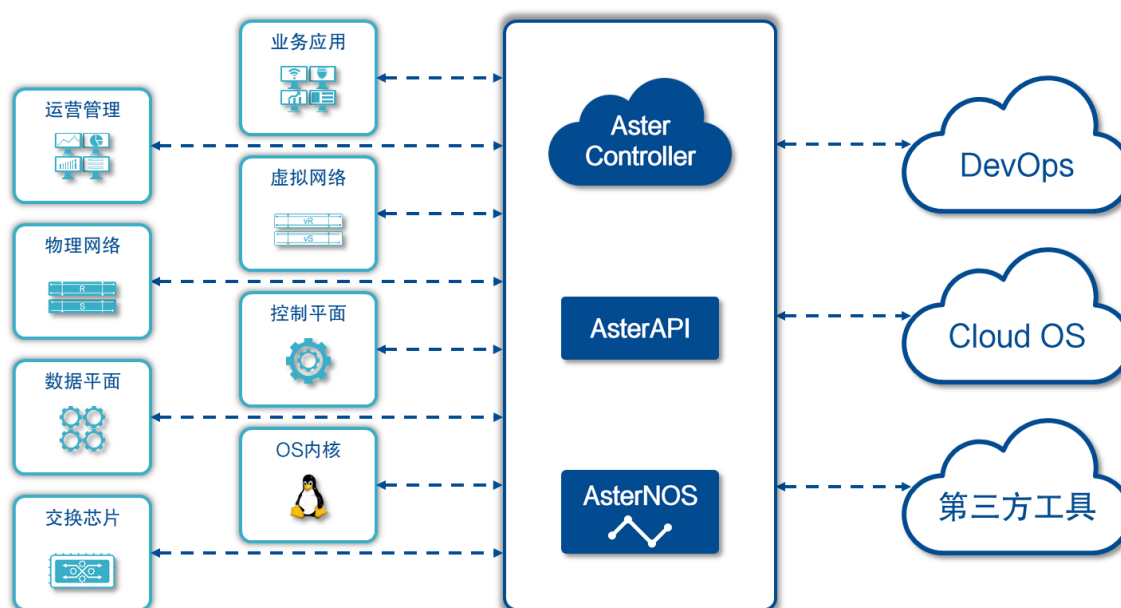 业务应用
运营管理
虚拟网络
vR
vS
物理网络
R
S
控制平面
数据平面
OS内核
交换芯片
Aster
Controller
AsterAPI
AsterNOS
DevOps
Cloud OS
第三方工具